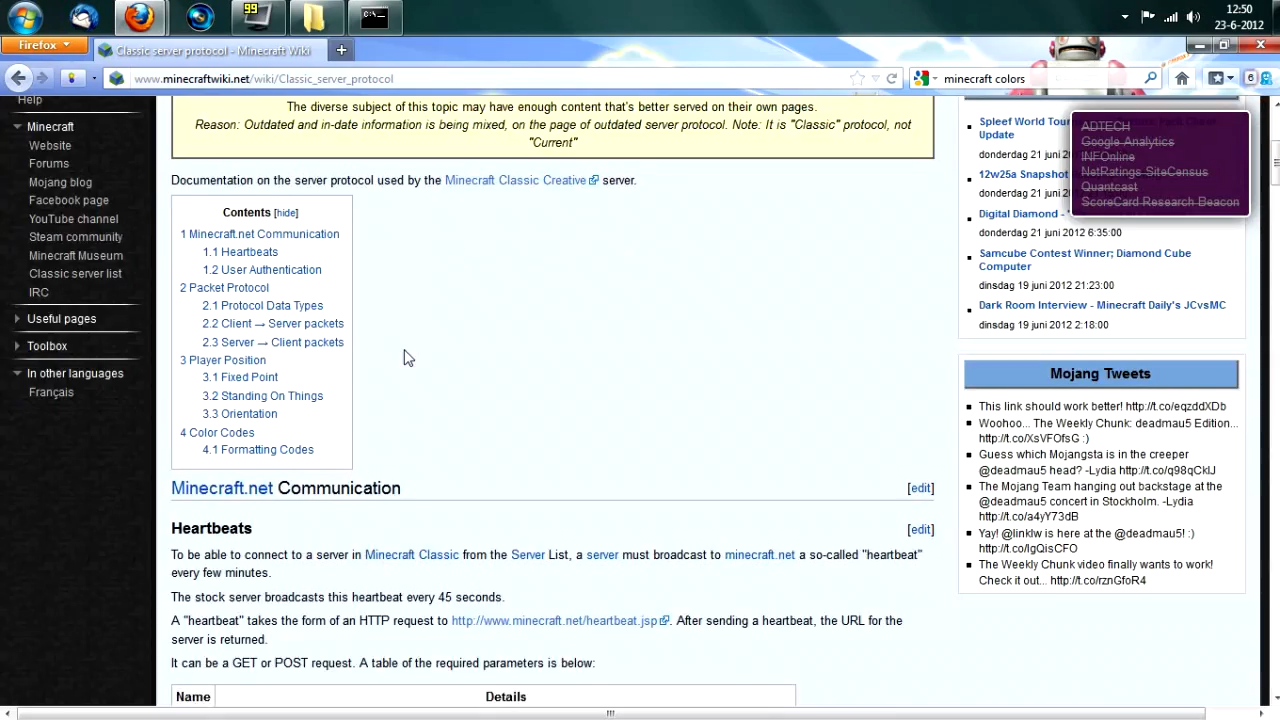 12:50
23-6-2012
99
Firefox
Classic server protocol - Minecraft Wiki
www.minecraftwiki.net/wiki/Classic_server_protocol
minecraft colors
6
Help
Minecraft
Website
Forums
Mojang blog
Facebook page
YouTube channel
Steam community
Minecraft Museum
Classic server list
IRC
Useful pages
Toolbox
In other languages
Français
The diverse subject of this topic may have enough content that's better served on their own pages.
Reason: Outdated and in-date information is being mixed, on the page of outdated server protocol. Note: It is "Classic" protocol, not
"Current"
Documentation on the server protocol used by the Minecraft Classic Creative server.
Contents [hide]
1 Minecraft.net Communication
1.1 Heartbeats
1.2 User Authentication
2 Packet Protocol
2.1 Protocol Data Types
2.2 Client → Server packets
2.3 Server → Client packets
3 Player Position
3.1 Fixed Point
3.2 Standing On Things
3.3 Orientation
4 Color Codes
4.1 Formatting Codes
Minecraft.net Communication [edit]
Heartbeats [edit]
To be able to connect to a server in Minecraft Classic from the Server List, a server must broadcast to minecraft.net a so-called "heartbeat"
every few minutes.
The stock server broadcasts this heartbeat every 45 seconds.
A "heartbeat" takes the form of an HTTP request to http://www.minecraft.net/heartbeat.jsp. After sending a heartbeat, the URL for the
server is returned.
It can be a GET or POST request. A table of the required parameters is below:
Name Details
Spleef World Tour
Update
donderdag 21 juni
12w25a Snapshot
donderdag 21 juni
Digital Diamond -
donderdag 21 juni 2012 6:35:00
Samcube Contest Winner; Diamond Cube
Computer
dinsdag 19 juni 2012 21:23:00
Dark Room Interview - Minecraft Daily's JCvsMC
dinsdag 19 juni 2012 2:18:00
ADTECH
Google Analytics
INFOnline
NetRatings SiteCensus
Quantcast
ScoreCard Research Beacon
Mojang Tweets
This link should work better! http://t.co/eqzddXDb
Woohoo... The Weekly Chunk: deadmau5 Edition...
http://t.co/XsVFOfsG :)
Guess which Mojangsta is in the creeper
@deadmau5 head? -Lydia http://t.co/q98qCkIJ
The Mojang Team hanging out backstage at the
@deadmau5 concert in Stockholm. -Lydia
http://t.co/a4yY73dB
Yay! @linklw is here at the @deadmau5! :)
http://t.co/lgQisCFO
The Weekly Chunk video finally wants to work!
Check it out... http://t.co/rznGfoR4